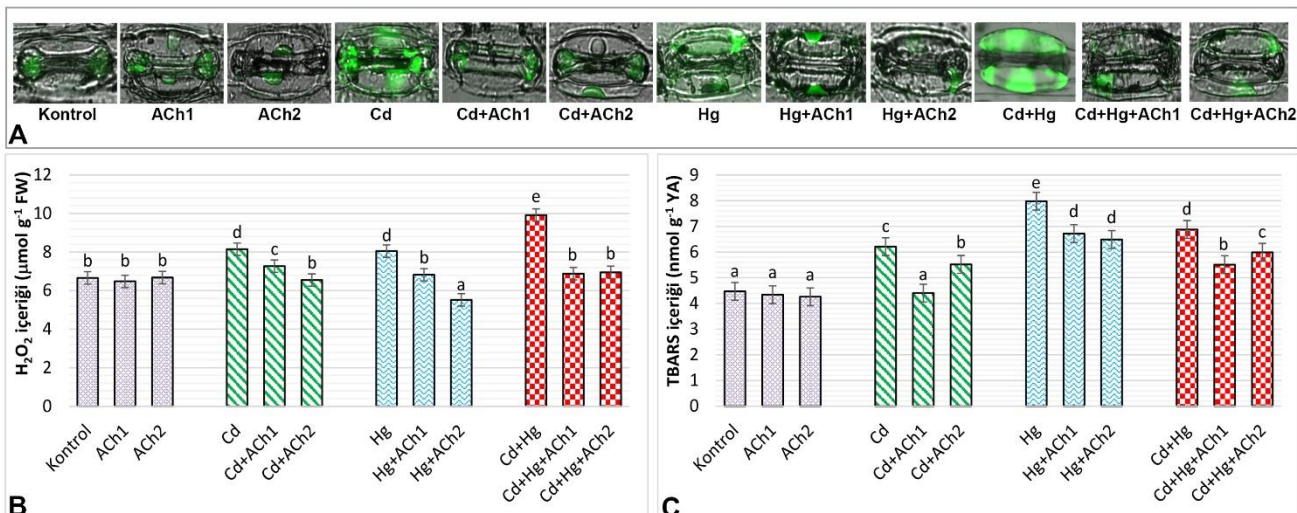 Kontrol ACh1 ACh2 Cd Cd+ACh1 Cd+ACh2 Hg Hg+ACh1 Hg+ACh2 Cd+Hg Cd+Hg+ACh1 Cd+Hg+ACh2
A
H₂O₂ içeriği (µmol g⁻¹ FW)
12
10
8
6
4
2
0
b b b d c b d b a e b b
Kontrol ACh1 ACh2 Cd Cd+ACh1 Cd+ACh2 Hg Hg+ACh1 Hg+ACh2 Cd+Hg Cd+Hg+ACh1 Cd+Hg+ACh2
B
TBARS içeriği (nmol g⁻¹ YA)
9
8
7
6
5
4
3
2
1
0
a a a c a b e d d d b c
Kontrol ACh1 ACh2 Cd Cd+ACh1 Cd+ACh2 Hg Hg+ACh1 Hg+ACh2 Cd+Hg Cd+Hg+ACh1 Cd+Hg+ACh2
C